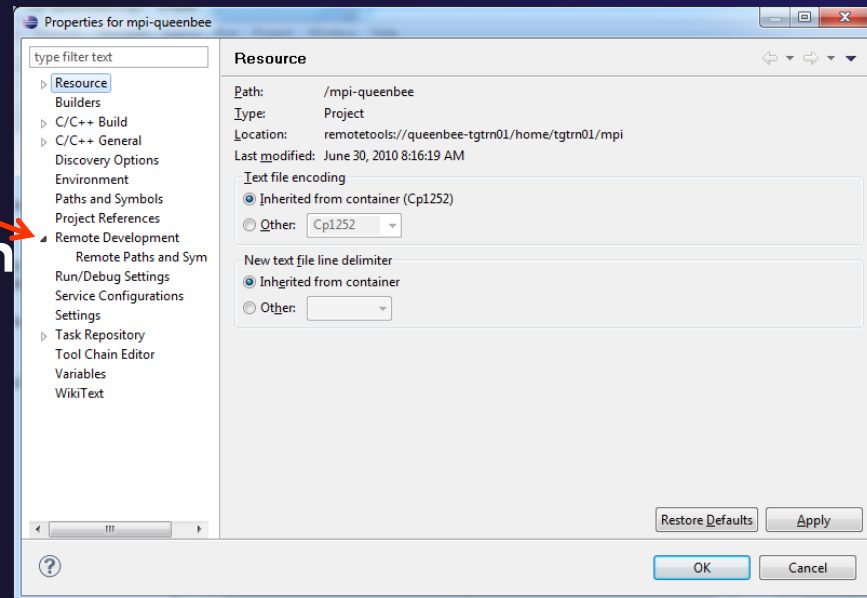 Properties for mpi-queenbee
type filter text
Resource
Builders
C/C++ Build
C/C++ General
Discovery Options
Environment
Paths and Symbols
Project References
Remote Development
Remote Paths and Sym
Run/Debug Settings
Service Configurations
Settings
Task Repository
Tool Chain Editor
Variables
WikiText
n
Resource
Path: /mpi-queenbee
Type: Project
Location: remotetools://queenbee-tgtrn01/home/tgtrn01/mpi
Last modified: June 30, 2010 8:16:19 AM
Text file encoding
Inherited from container (Cp1252)
Other: Cp1252
New text file line delimiter
Inherited from container
Other:
Restore Defaults Apply
OK Cancel